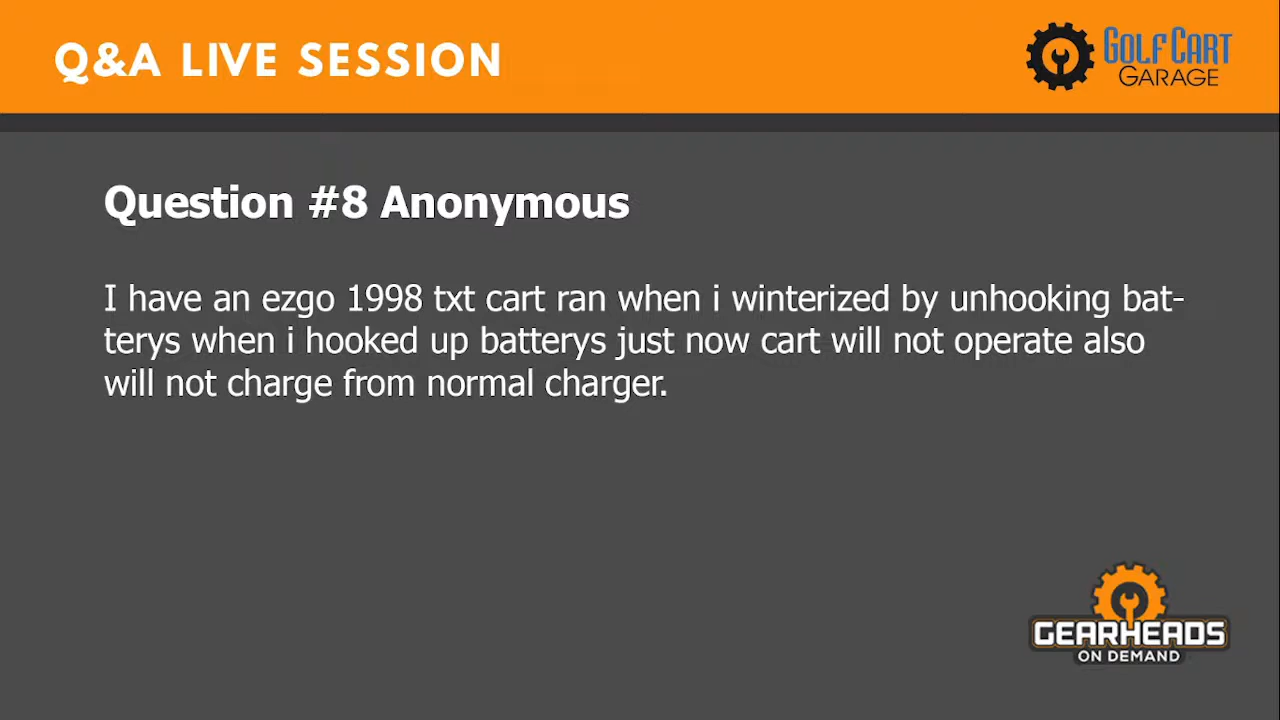 Q&A LIVE SESSION
GOLF CART
GARAGE
Question #8 Anonymous
I have an ezgo 1998 txt cart ran when i winterized by unhooking bat-
terys when i hooked up batterys just now cart will not operate also
will not charge from normal charger.
GEARHEADS
ON DEMAND